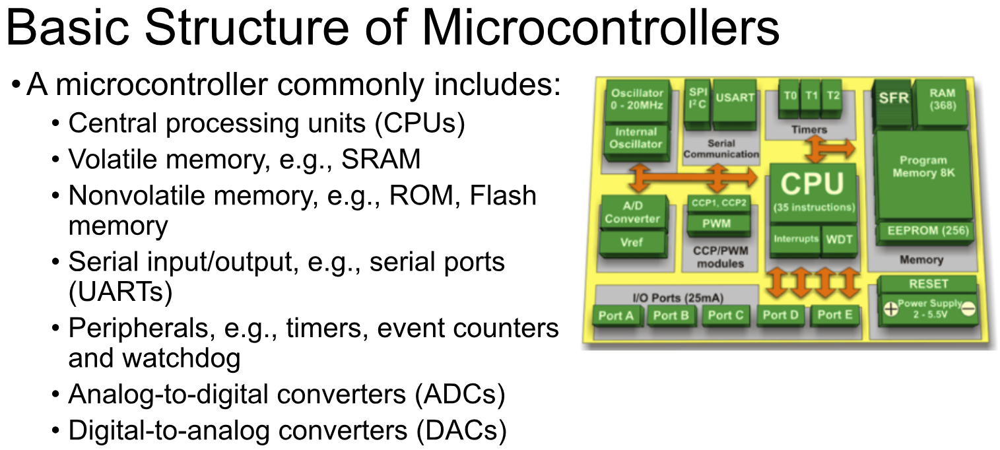 Basic Structure of Microcontrollers
• A microcontroller commonly includes:
• Central processing units (CPUs)
• Volatile memory, e.g., SRAM
• Nonvolatile memory, e.g., ROM, Flash
memory
• Serial input/output, e.g., serial ports
(UARTs)
• Peripherals, e.g., timers, event counters
and watchdog
• Analog-to-digital converters (ADCs)
• Digital-to-analog converters (DACs)
Oscillator
0 - 20MHz
Internal
Oscillator
SPI
I²C
USART
Serial
Communication
T0
T1
T2
Timers
SFR
RAM
(368)
Program
Memory 8K
EEPROM (256)
Memory
A/D
Converter
Vref
CCP1, CCP2
PWM
CCP/PWM
modules
CPU
(35 instructions)
Interrupts
WDT
I/O Ports (25mA)
Port A
Port B
Port C
Port D
Port E
RESET
+
Power Supply
2 - 5.5V
−